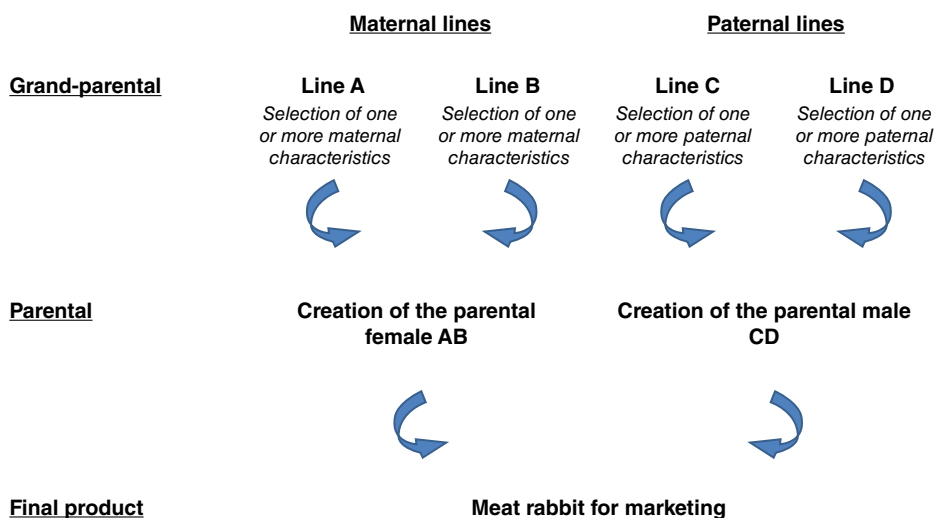 Maternal lines Paternal lines
Grand-parental Line A Line B Line C Line D
Selection of one Selection of one Selection of one Selection of one
or more maternal or more maternal or more paternal or more paternal
characteristics characteristics characteristics characteristics
Parental Creation of the parental Creation of the parental male
female AB CD
Final product Meat rabbit for marketing